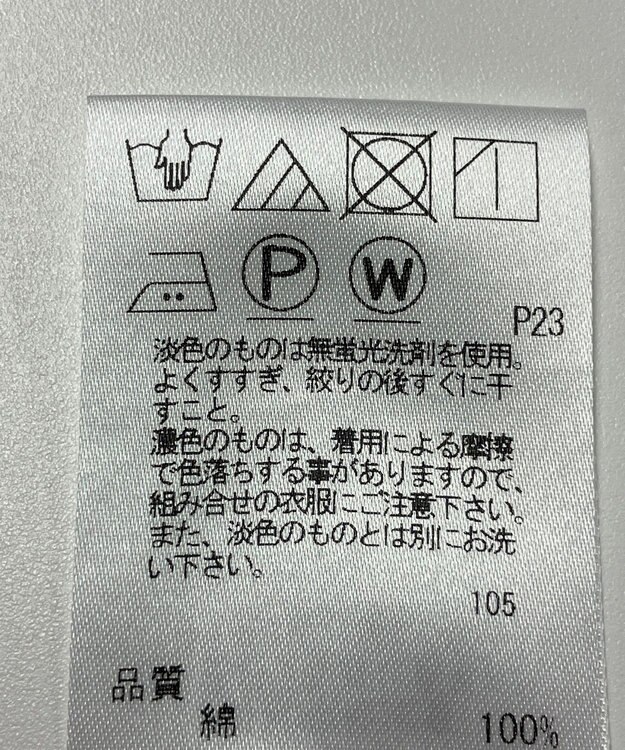 P W
P23
淡色のものは無蛍光洗剤を使用。
よくすすぎ、絞りの後すぐに干
すこと。
濃色のものは、着用による摩擦
で色落ちする事がありますので、
組み合せの衣服にご注意下さい。
また、淡色のものとは別にお洗
い下さい。
105
品質
綿 100%